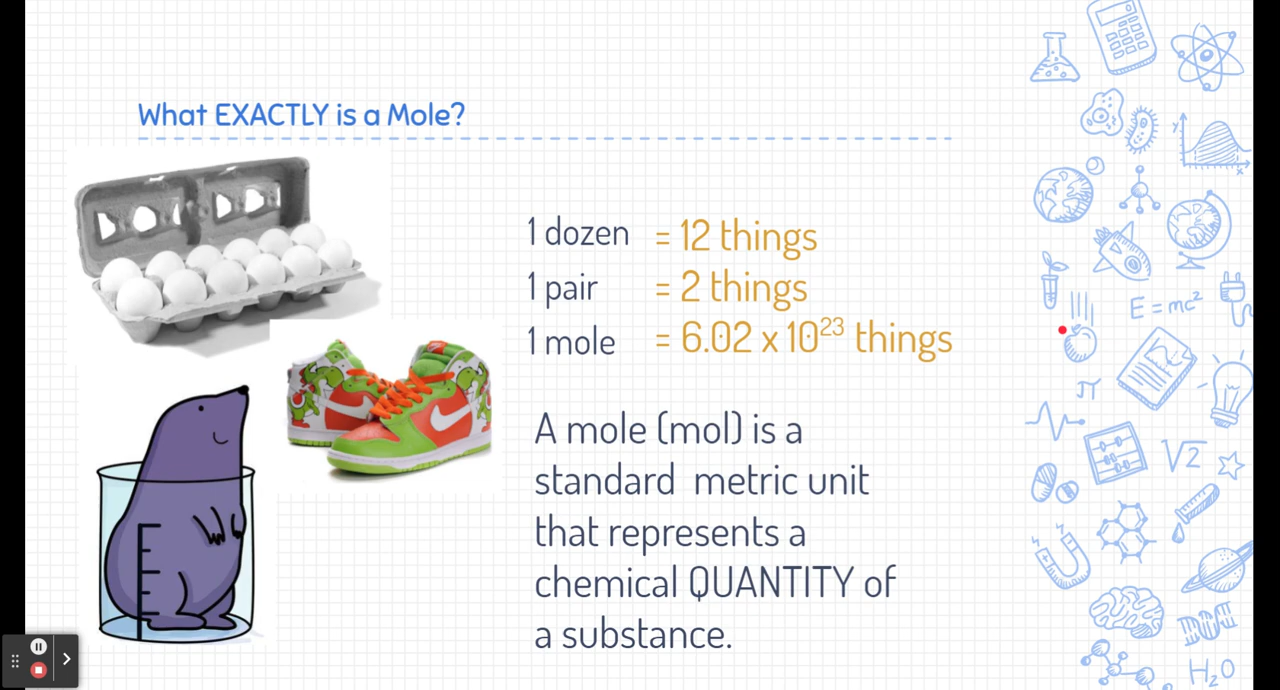 What EXACTLY is a Mole?
1 dozen = 12 things
1 pair = 2 things
1 mole = 6.02 x 10²³ things
A mole (mol) is a
standard metric unit
that represents a
chemical QUANTITY of
a substance.
E = mc²
π
√2
H₂O
x
y